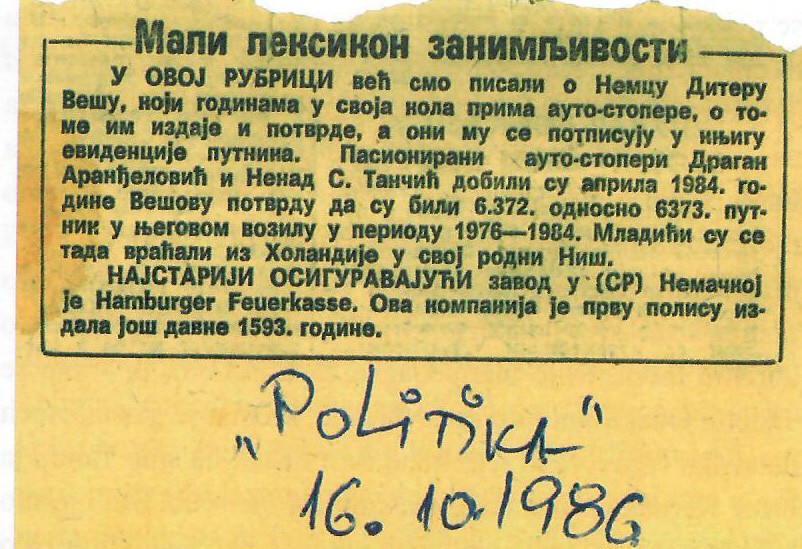 Мали лексикон занимљивости
У ОВОЈ РУБРИЦИ већ смо писали о Немцу Дитеру
Вешу, који годинама у своја кола прима ауто-стопере, о то-
ме им издаје и потврде, а они му се потписују у књигу
евиденције путника. Пасионирани ауто-стопери Драган
Аранђеловић и Ненад С. Танчић добили су априла 1984. го-
дине Вешову потврду да су били 6.372. односно 6373. пут-
ник у његовом возилу у периоду 1976—1984. Младићи су се
тада враћали из Холандије у свој родни Ниш.
НАЈСТАРИЈИ ОСИГУРАВАЈУЋИ завод у (СР) Немачкој
је Hamburger Feuerkasse. Ова компанија је прву полису из-
дала још давне 1593. године.
„Politika"
16. 10. 1986